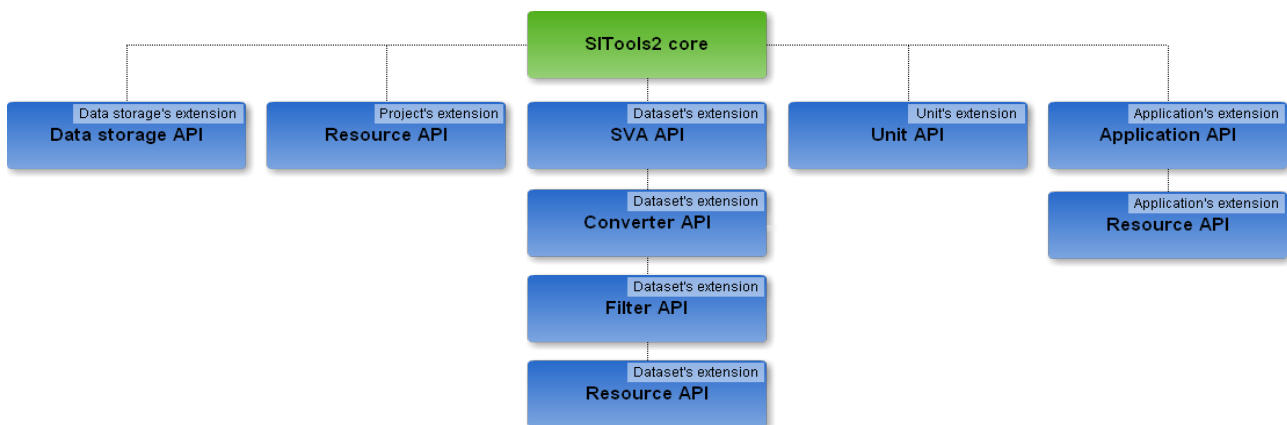 SITools2 core
Data storage's extension
Data storage API
Project's extension
Resource API
Dataset's extension
SVA API
Unit's extension
Unit API
Application's extension
Application API
Dataset's extension
Converter API
Application's extension
Resource API
Dataset's extension
Filter API
Dataset's extension
Resource API